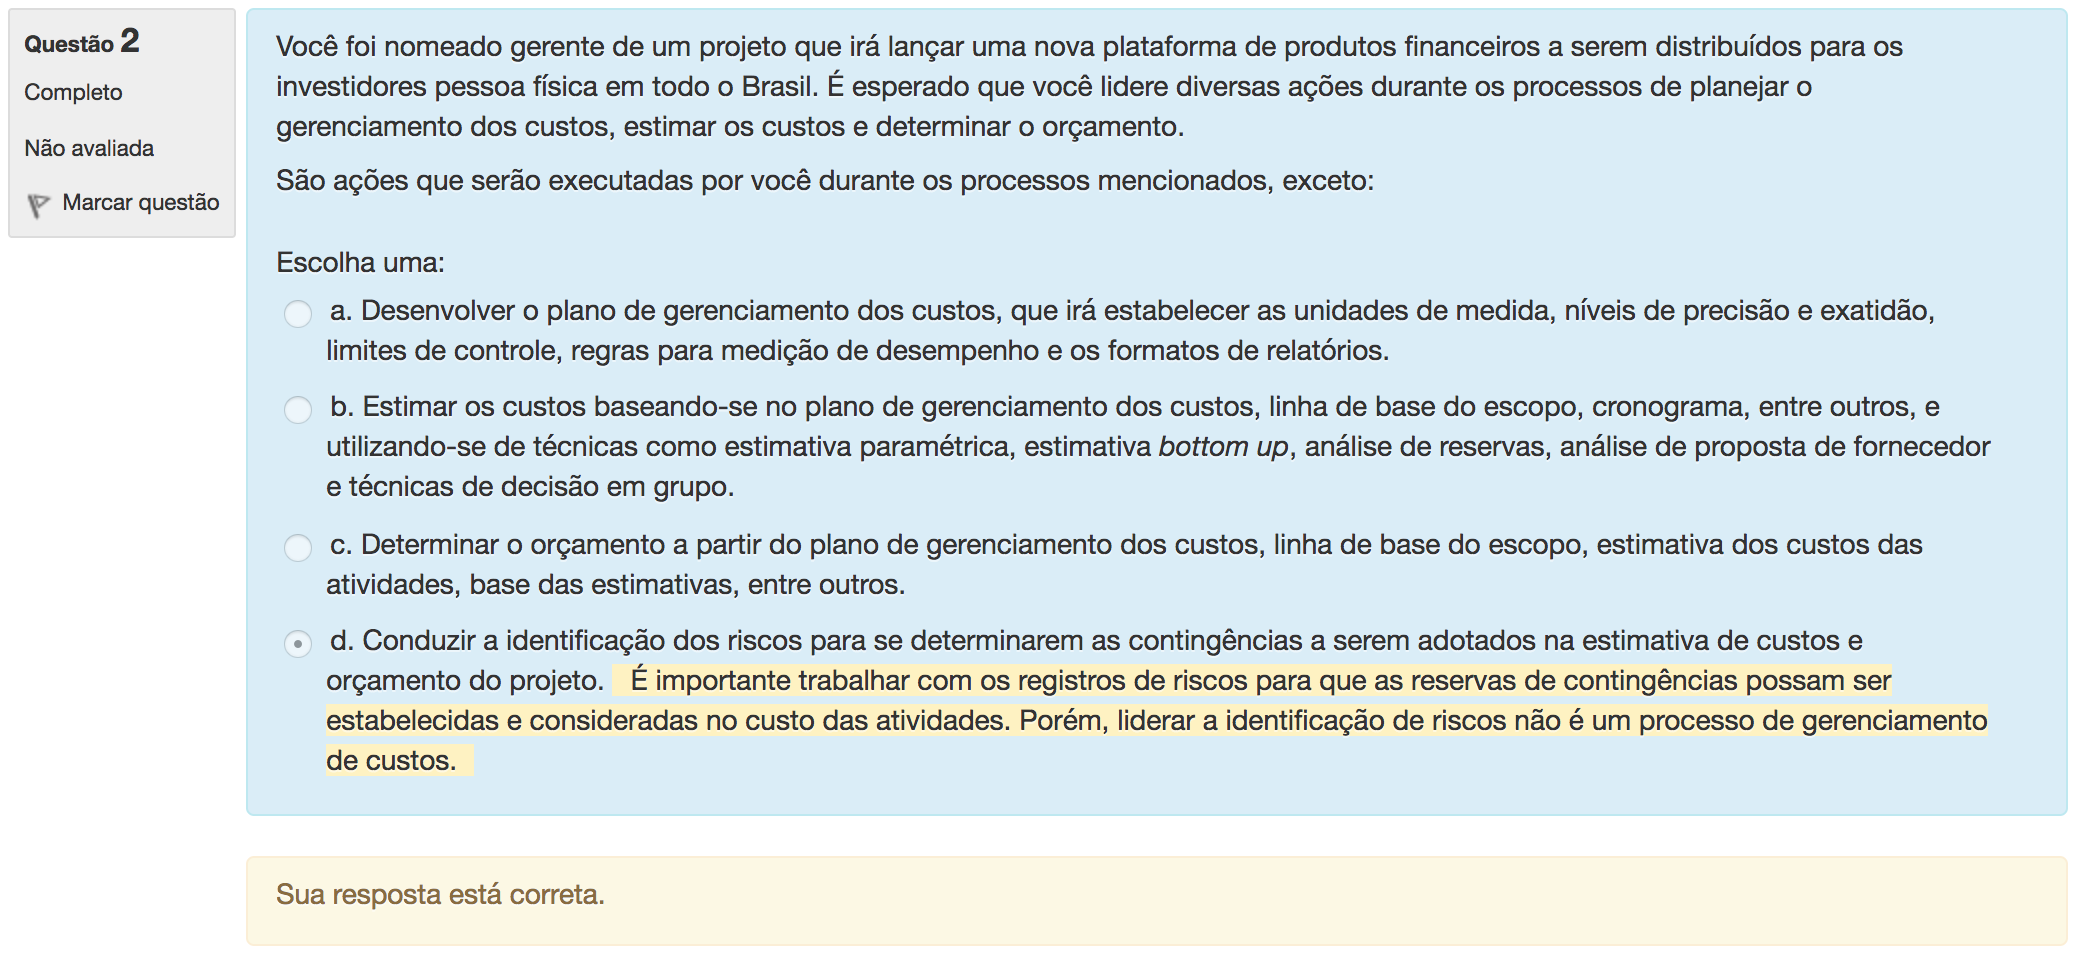 Questão 2
Completo
Não avaliada
Marcar questão
Você foi nomeado gerente de um projeto que irá lançar uma nova plataforma de produtos financeiros a serem distribuídos para os
investidores pessoa física em todo o Brasil. É esperado que você lidere diversas ações durante os processos de planejar o
gerenciamento dos custos, estimar os custos e determinar o orçamento.
São ações que serão executadas por você durante os processos mencionados, exceto:
Escolha uma:
a. Desenvolver o plano de gerenciamento dos custos, que irá estabelecer as unidades de medida, níveis de precisão e exatidão,
limites de controle, regras para medição de desempenho e os formatos de relatórios.
b. Estimar os custos baseando-se no plano de gerenciamento dos custos, linha de base do escopo, cronograma, entre outros, e
utilizando-se de técnicas como estimativa paramétrica, estimativa bottom up, análise de reservas, análise de proposta de fornecedor
e técnicas de decisão em grupo.
c. Determinar o orçamento a partir do plano de gerenciamento dos custos, linha de base do escopo, estimativa dos custos das
atividades, base das estimativas, entre outros.
d. Conduzir a identificação dos riscos para se determinarem as contingências a serem adotados na estimativa de custos e
orçamento do projeto. É importante trabalhar com os registros de riscos para que as reservas de contingências possam ser
estabelecidas e consideradas no custo das atividades. Porém, liderar a identificação de riscos não é um processo de gerenciamento
de custos.
Sua resposta está correta.